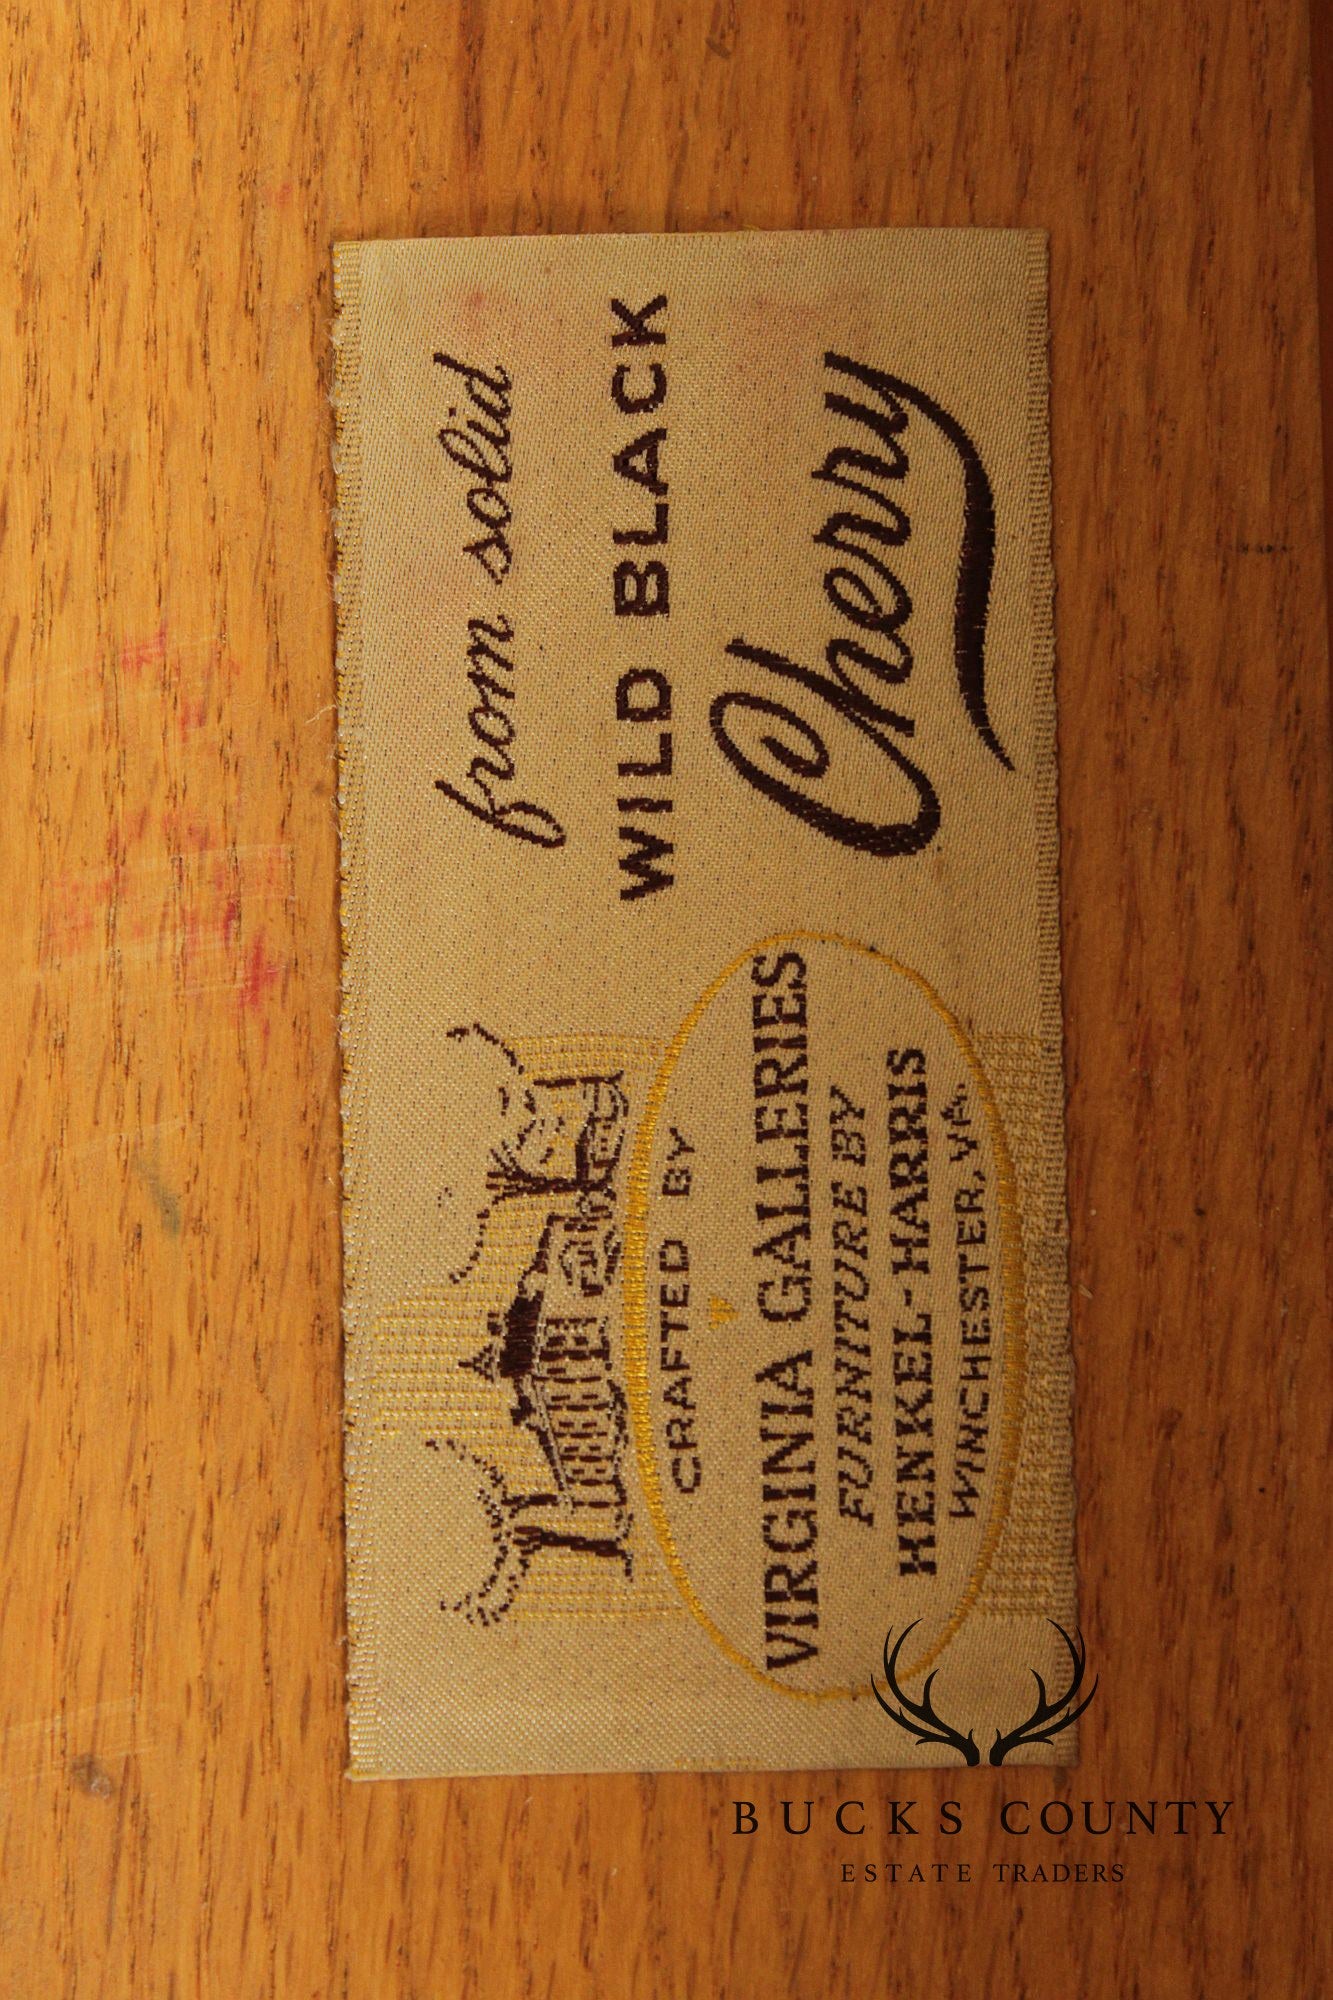 CRAFTED BY
VIRGINIA GALLERIES
FURNITURE BY
HENKEL-HARRIS
WINCHESTER, VA.
from solid
WILD BLACK
Cherry
BUCKS COUNTY
ESTATE TRADERS